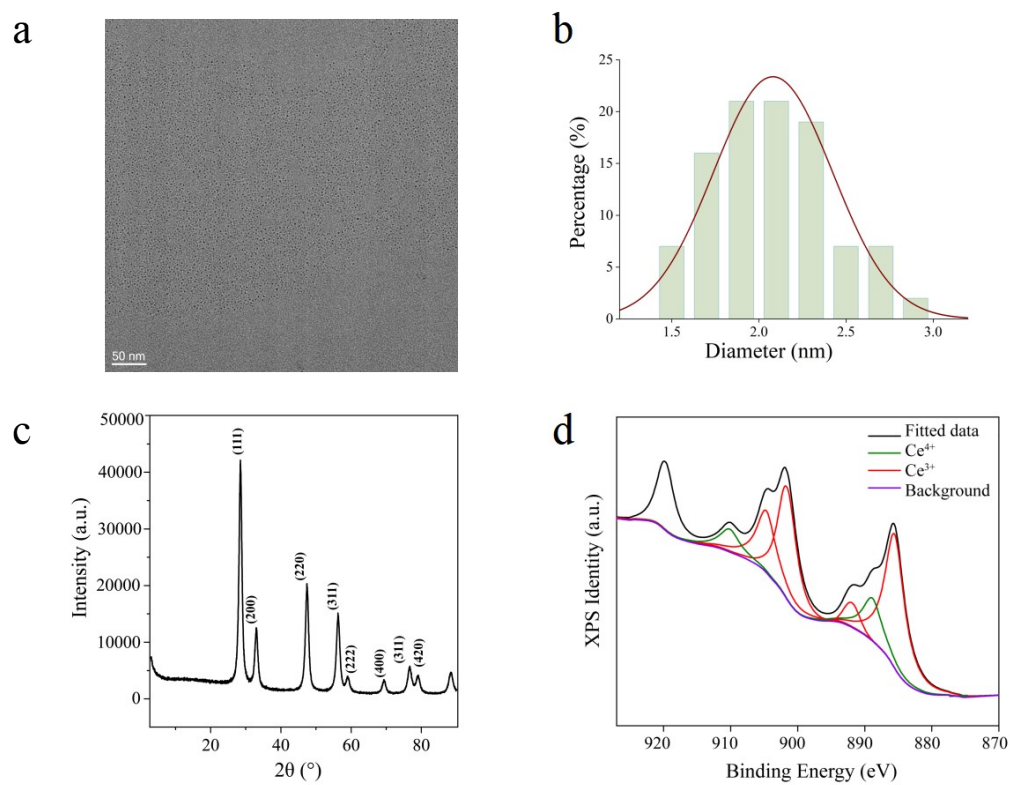 a
50 nm
b
25
20
15
10
5
0
Percentage (%)
1.5 2.0 2.5 3.0
Diameter (nm)
c
50000
40000
30000
20000
10000
0
Intensity (a.u.)
(111)
(200)
(220)
(311)
(222)
(400)
(311)
(420)
20 40 60 80
2θ (°)
d
Fitted data
Ce⁴⁺
Ce³⁺
Background
XPS Identity (a.u.)
920 910 900 890 880 870
Binding Energy (eV)